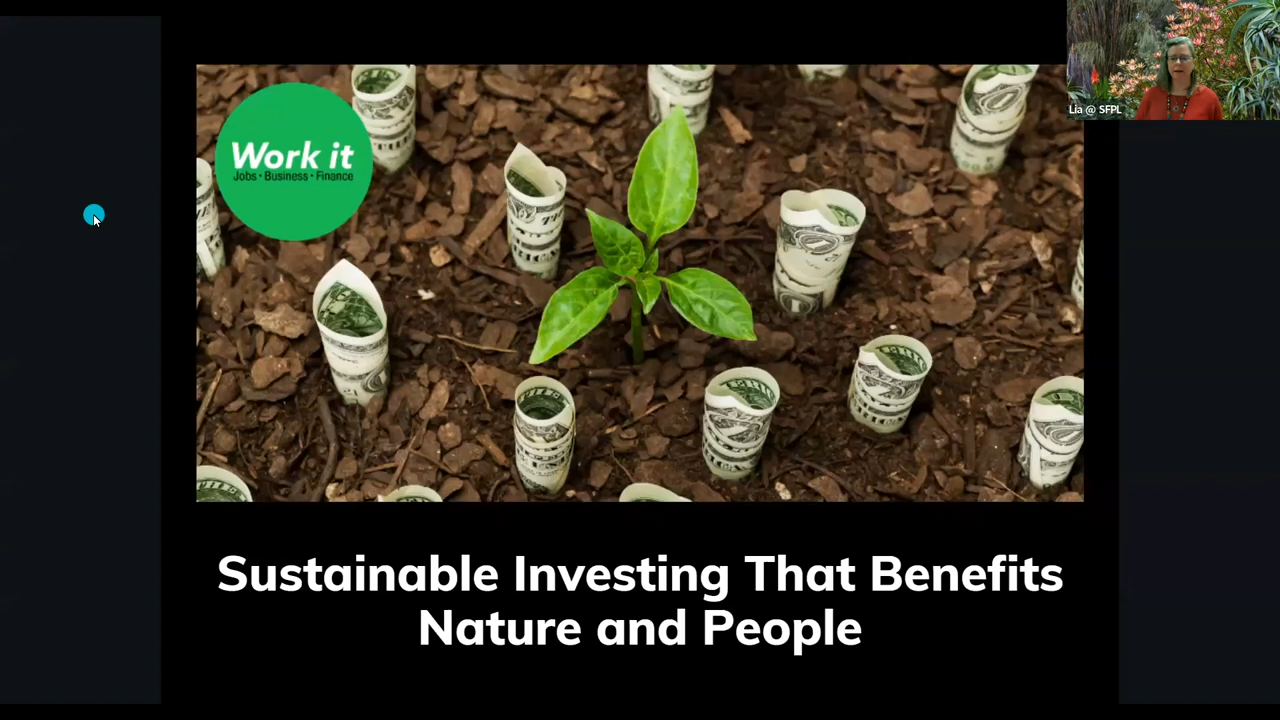 Lia @ SFPL
Work it
Jobs • Business • Finance
Sustainable Investing That Benefits
Nature and People